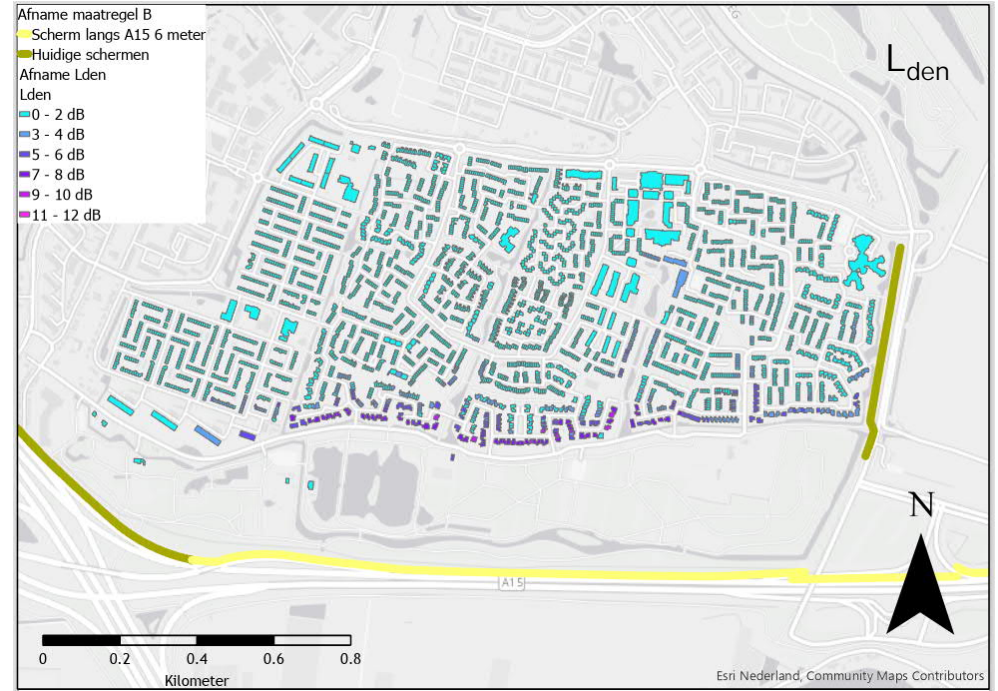 Afname maatregel B
Scherm langs A15 6 meter
Huidige schermen
Afname Lden
Lden
0 - 2 dB
3 - 4 dB
5 - 6 dB
7 - 8 dB
9 - 10 dB
11 - 12 dB
Lden
N
A15
0 0.2 0.4 0.6 0.8
Kilometer
Esri Nederland, Community Maps Contributors